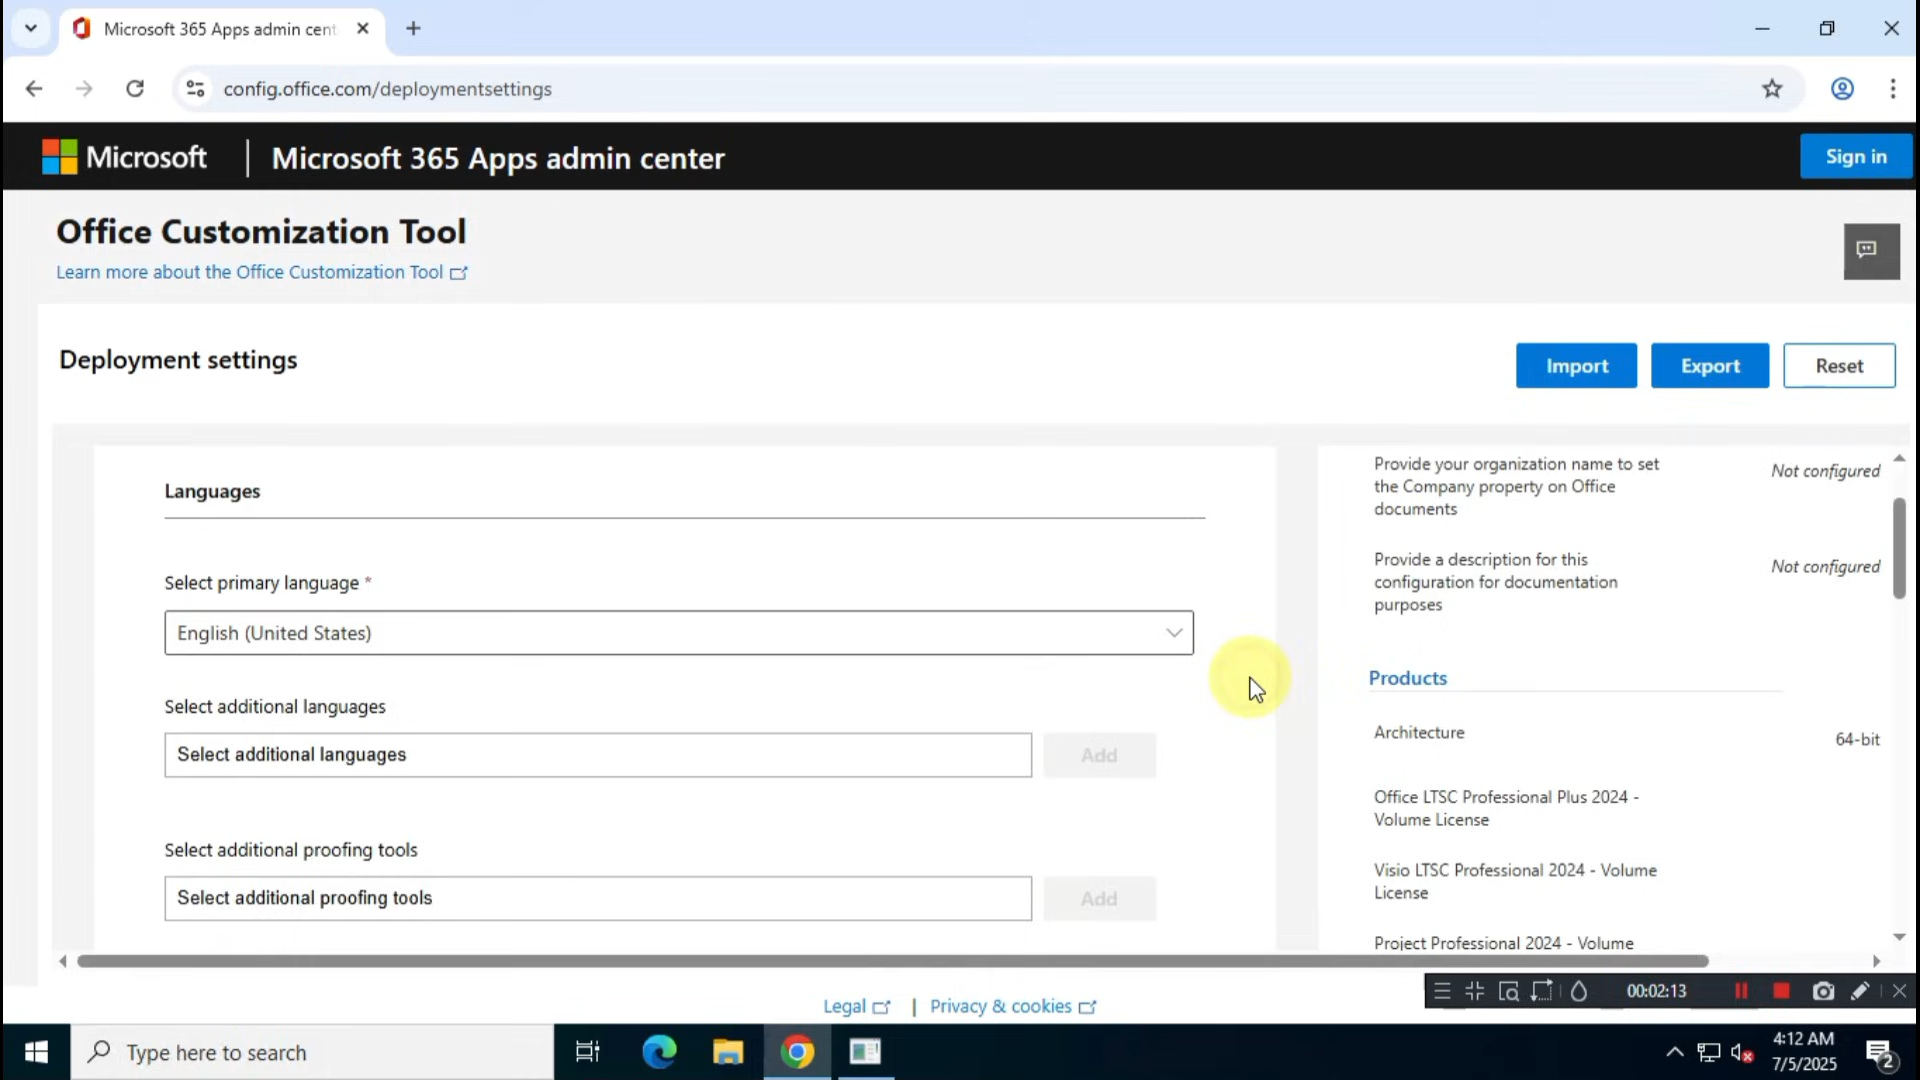 Microsoft 365 Apps admin cent
config.office.com/deploymentsettings
Microsoft
Microsoft 365 Apps admin center
Sign in
Office Customization Tool
Learn more about the Office Customization Tool
Deployment settings
Import
Export
Reset
Languages
Select primary language *
English (United States)
Select additional languages
Select additional languages
Add
Select additional proofing tools
Select additional proofing tools
Add
Provide your organization name to set
the Company property on Office
documents
Not configured
Provide a description for this
configuration for documentation
purposes
Not configured
Products
Architecture
64-bit
Office LTSC Professional Plus 2024 -
Volume License
Visio LTSC Professional 2024 - Volume
License
Project Professional 2024 - Volume
Legal
|
Privacy & cookies
00:02:13
Type here to search
4:12 AM
7/5/2025
2